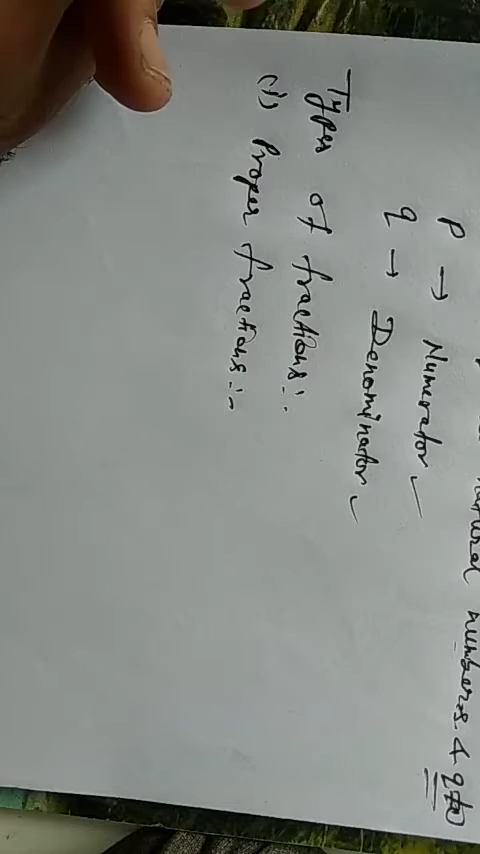 natural numbers & q≠0
p → Numerator ✓
q → Denominator ✓
Types of fractions:-
(i) Proper fractions:-